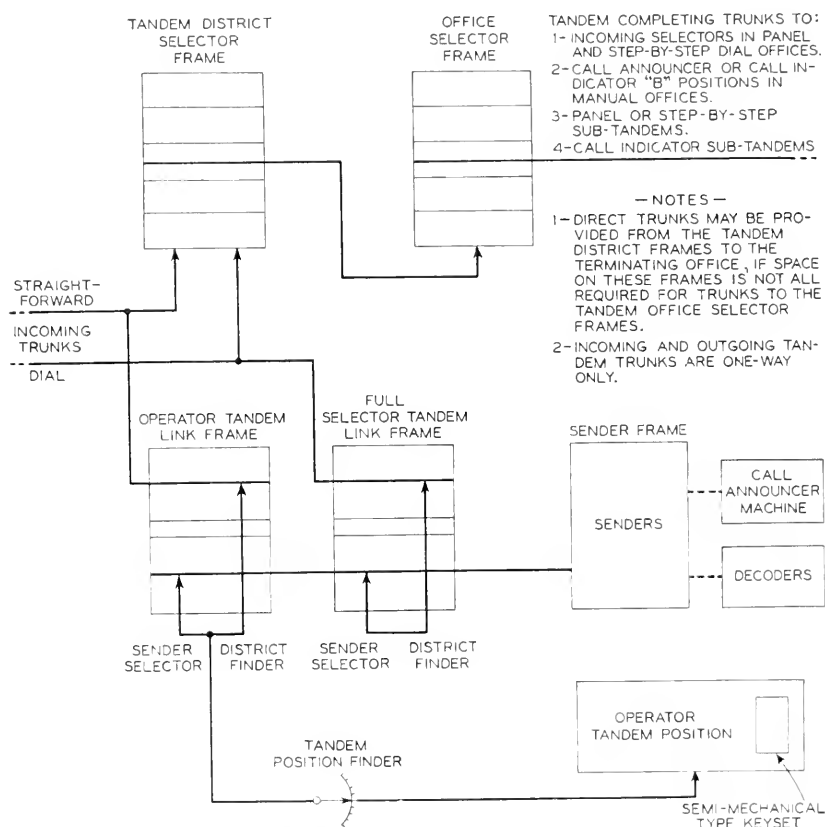 TANDEM DISTRICT
SELECTOR
FRAME
OFFICE
SELECTOR
FRAME
TANDEM COMPLETING TRUNKS TO:
1- INCOMING SELECTORS IN PANEL
AND STEP-BY-STEP DIAL OFFICES.
2- CALL ANNOUNCER OR CALL IN-
DICATOR "B" POSITIONS IN
MANUAL OFFICES.
3- PANEL OR STEP-BY-STEP
SUB-TANDEMS.
4- CALL INDICATOR SUB-TANDEMS
— NOTES —
1- DIRECT TRUNKS MAY BE PRO-
VIDED FROM THE TANDEM
DISTRICT FRAMES TO THE
TERMINATING OFFICE, IF SPACE
ON THESE FRAMES IS NOT ALL
REQUIRED FOR TRUNKS TO THE
TANDEM OFFICE SELECTOR
FRAMES.
2- INCOMING AND OUTGOING TAN-
DEM TRUNKS ARE ONE-WAY
ONLY.
STRAIGHT-
FORWARD
INCOMING
TRUNKS
DIAL
OPERATOR TANDEM
LINK FRAME
FULL
SELECTOR TANDEM
LINK FRAME
SENDER FRAME
SENDERS
CALL
ANNOUNCER
MACHINE
DECODERS
SENDER
SELECTOR
DISTRICT
FINDER
SENDER
SELECTOR
DISTRICT
FINDER
TANDEM
POSITION FINDER
OPERATOR
TANDEM POSITION
SEMI-MECHANICAL
TYPE KEYSET